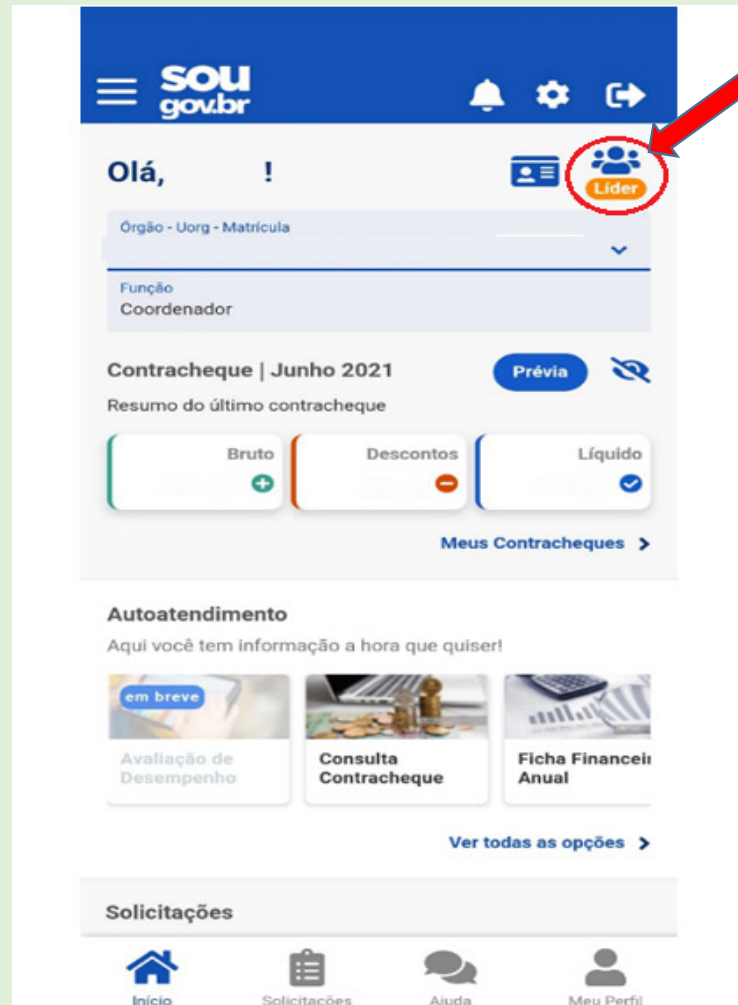 sou
gov.br
Olá, !
Líder
Órgão - Uorg - Matrícula
Função
Coordenador
Contracheque | Junho 2021
Prévia
Resumo do último contracheque
Bruto
Descontos
Líquido
Meus Contracheques
Autoatendimento
Aqui você tem informação a hora que quiser!
em breve
Avaliação de
Desempenho
Consulta
Contracheque
Ficha Financei
Anual
Ver todas as opções
Solicitações
Início
Solicitações
Ajuda
Meu Perfil